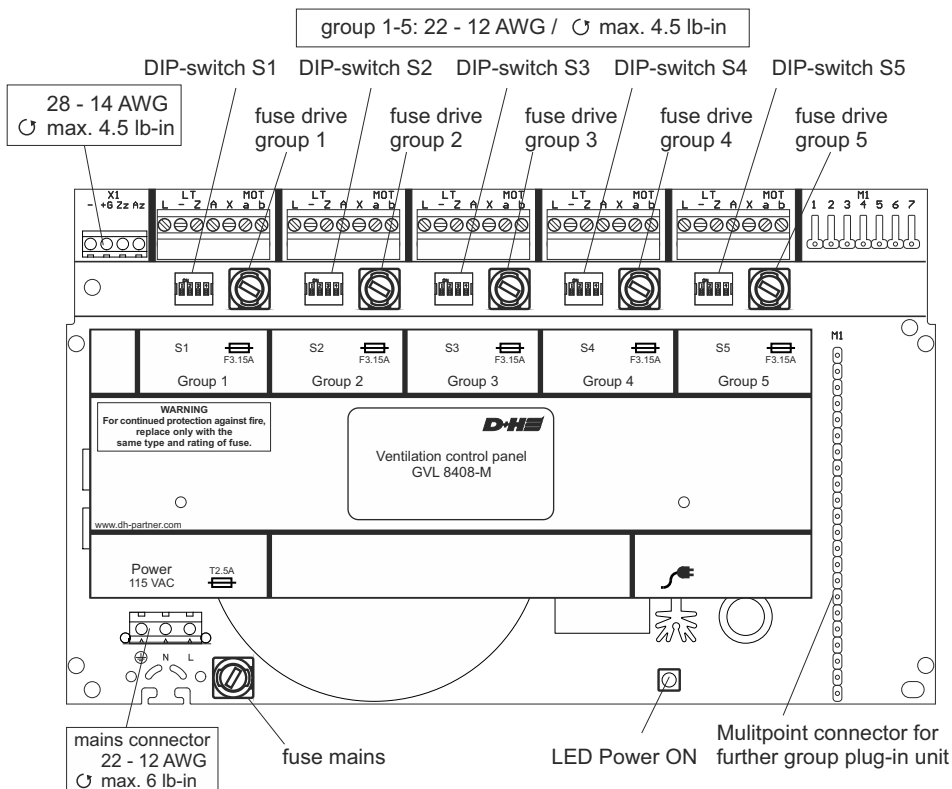 group 1-5: 22 - 12 AWG / ↺ max. 4.5 lb-in
DIP-switch S1 DIP-switch S2 DIP-switch S3 DIP-switch S4 DIP-switch S5
28 - 14 AWG
↺ max. 4.5 lb-in
fuse drive
group 1
fuse drive
group 2
fuse drive
group 3
fuse drive
group 4
fuse drive
group 5
X1
- +G Zz Az
LT MOT
L - Z A X a b
LT MOT
L - Z A X a b
LT MOT
L - Z A X a b
LT MOT
L - Z A X a b
LT MOT
L - Z A X a b
M1
1 2 3 4 5 6 7
M1
S1 F3.15A
Group 1
S2 F3.15A
Group 2
S3 F3.15A
Group 3
S4 F3.15A
Group 4
S5 F3.15A
Group 5
WARNING
For continued protection against fire,
replace only with the
same type and rating of fuse.
D+H
Ventilation control panel
GVL 8408-M
www.dh-partner.com
Power
115 VAC
T2.5A
N L
mains connector
22 - 12 AWG
↺ max. 6 lb-in
fuse mains
LED Power ON
Mulitpoint connector for
further group plug-in unit